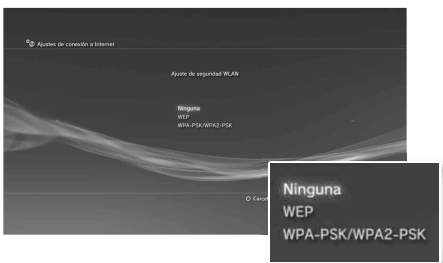 Ajustes de conexión a Internet
Ajuste de seguridad WLAN
Ninguna
WEP
WPA-PSK/WPA2-PSK
Ninguna
WEP
WPA-PSK/WPA2-PSK